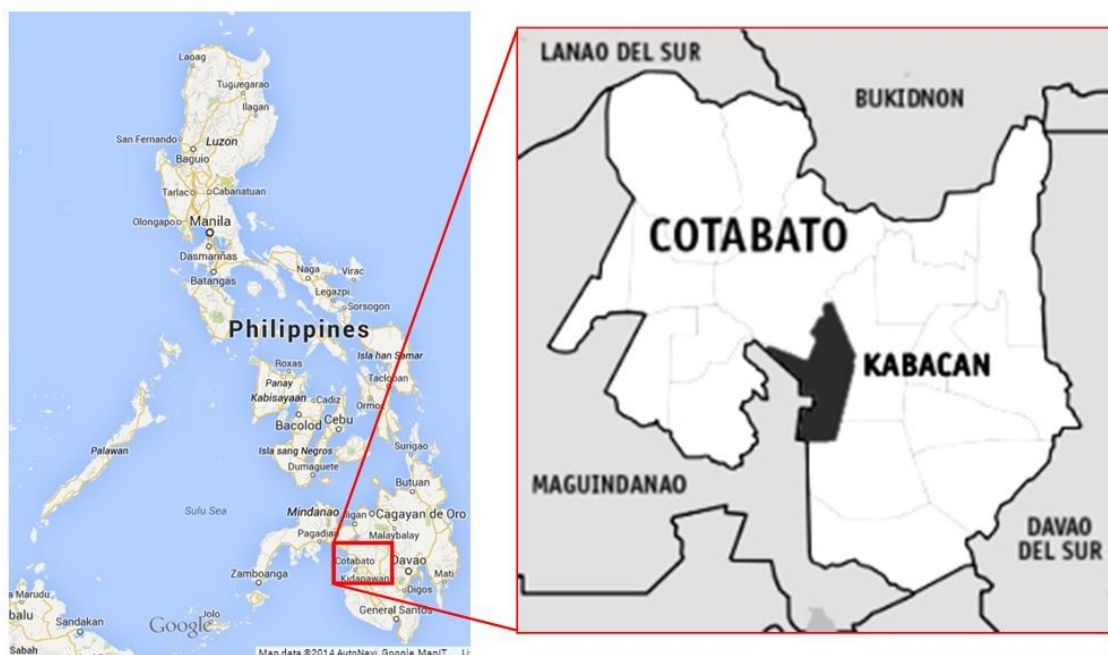 Laoag
Tuguegarao
Ilagan
San Fernando
Luzon
Baguio
Tarlac
Cabanatuan
Olongapo
Manila
Dasmariñas
Batangas
Naga
Virac
Legazpi
Sorsogon
Philippines
Roxas
Isla han Samar
Panay
Kabisayaan
Cadiz
Tacloban
Ormoc
Bacolod
Cebu
Palawan
Isla sang Negros
Surigao
Dumaguete
Butuan
Sulu Sea
Mindanao
Iligan
Cagayan de Oro
Pagadian
Malaybalay
Cotabato
Davao
Zamboanga
Kidapawan
Mati
Digos
a Marudu
Jolo
General Santos
balu
Sandakan
Google
Sabah
Map data ©2014 AutoNavi, Google, MapIT
LANAO DEL SUR
BUKIDNON
COTABATO
KABACAN
MAGUINDANAO
DAVAO
DEL SUR